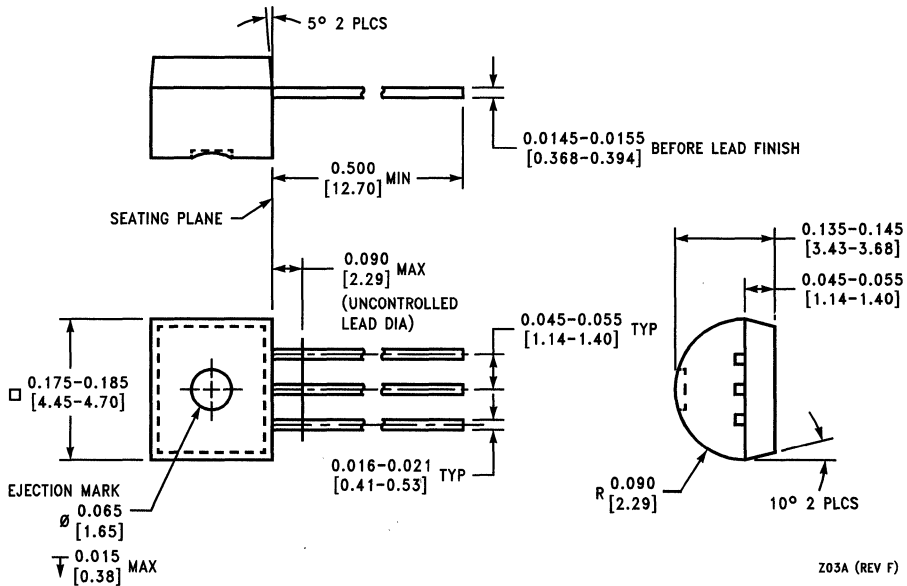 5° 2 PLCS
0.0145-0.0155
[0.368-0.394] BEFORE LEAD FINISH
0.500
[12.70] MIN
SEATING PLANE
0.135-0.145
[3.43-3.68]
0.090
[2.29] MAX
(UNCONTROLLED
LEAD DIA)
0.045-0.055
[1.14-1.40]
0.045-0.055
[1.14-1.40] TYP
0.175-0.185
[4.45-4.70]
0.016-0.021
[0.41-0.53] TYP
EJECTION MARK
Ø 0.065
[1.65]
0.015
[0.38] MAX
R 0.090
[2.29]
10° 2 PLCS
Z03A (REV F)